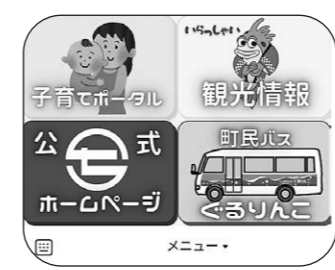 子育てポータル
いらっしゃい
観光情報
公式
ホームページ
町民バス
ぐるりんこ
メニュー